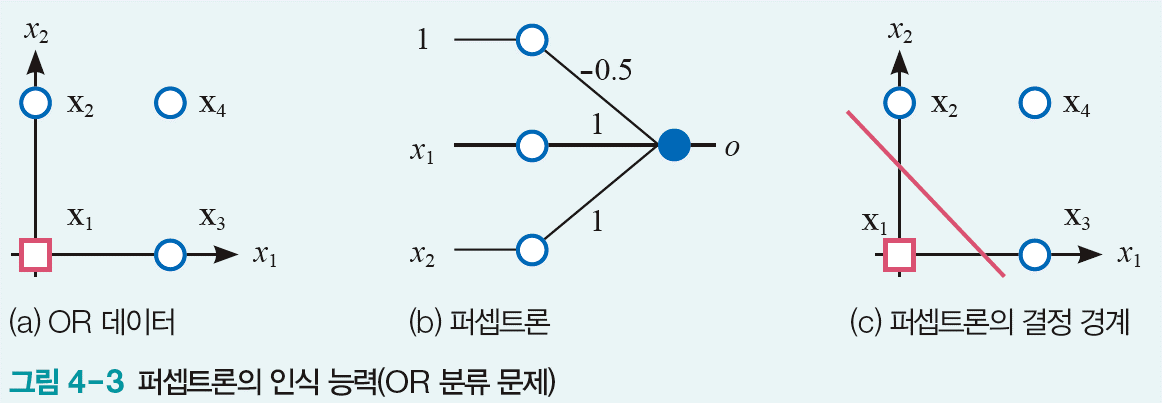 x₂
x₂ x₄
x₁ x₃
x₁
(a) OR 데이터
1
-0.5
x₁ 1 o
1
x₂
(b) 퍼셉트론
x₂
x₂ x₄
x₁ x₃
x₁
(c) 퍼셉트론의 결정 경계
그림 4-3 퍼셉트론의 인식 능력(OR 분류 문제)